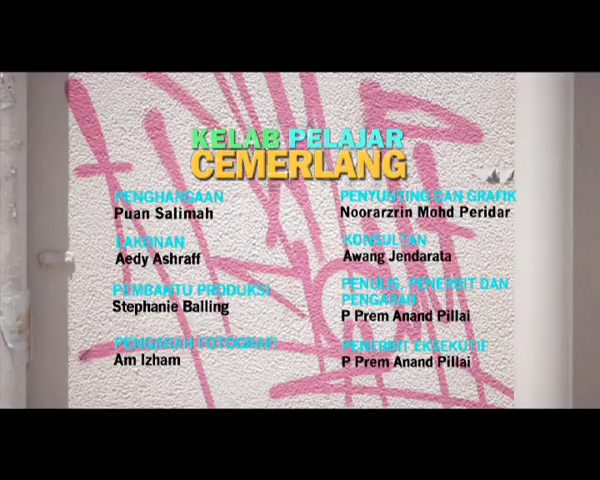 KELAB PELAJAR
CEMERLANG
PENGHARGAAN
Puan Salimah
LAKONAN
Aedy Ashraff
PEMBANTU PRODUKSI
Stephanie Balling
PENGARAH FOTOGRAFI
Am Izham
PENYUNTING DAN GRAFIK
Noorarzrin Mohd Peridar
KONSULTAN
Awang Jendarata
PENULIS, PENERBIT DAN
PENGARAH
P Prem Anand Pillai
PENERBIT EKSEKUTIF
P Prem Anand Pillai